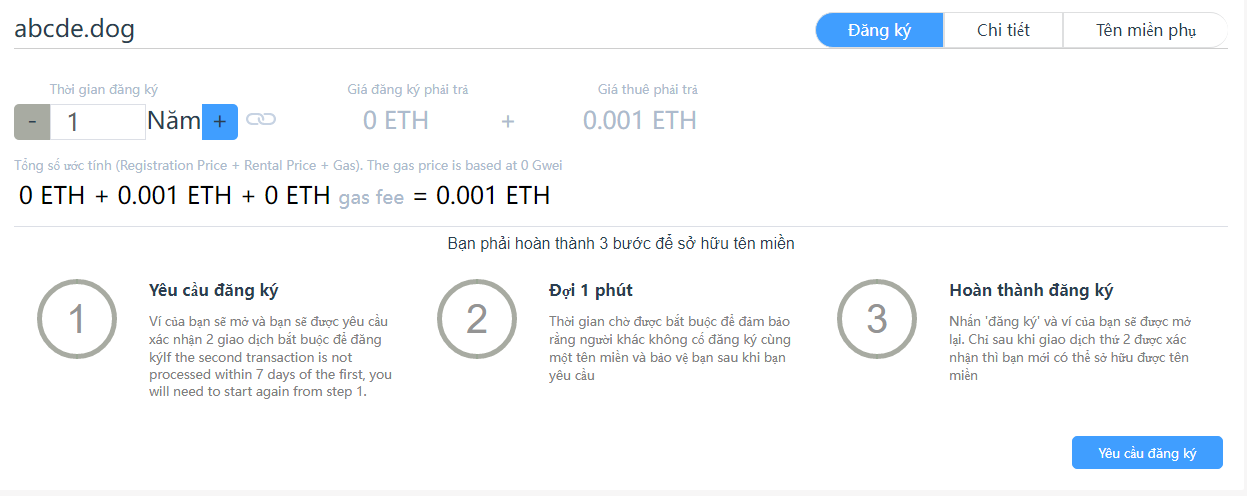 abcde.dog
Đăng ký
Chi tiết
Tên miền phụ
Thời gian đăng ký
Giá đăng ký phải trả
Giá thuê phải trả
- 1 Năm +
0 ETH + 0.001 ETH
Tổng số ước tính (Registration Price + Rental Price + Gas). The gas price is based at 0 Gwei
0 ETH + 0.001 ETH + 0 ETH gas fee = 0.001 ETH
Bạn phải hoàn thành 3 bước để sở hữu tên miền
1
Yêu cầu đăng ký
Ví của bạn sẽ mở và bạn sẽ được yêu cầu
xác nhận 2 giao dịch bắt buộc để đăng
kýIf the second transaction is not
processed within 7 days of the first, you
will need to start again from step 1.
2
Đợi 1 phút
Thời gian chờ được bắt buộc để đảm bảo
rằng người khác không cố đăng ký cùng
một tên miền và bảo vệ bạn sau khi bạn
yêu cầu
3
Hoàn thành đăng ký
Nhấn 'đăng ký' và ví của bạn sẽ được mở
lại. Chỉ sau khi giao dịch thứ 2 được xác
nhận thì bạn mới có thể sở hữu được tên
miền
Yêu cầu đăng ký